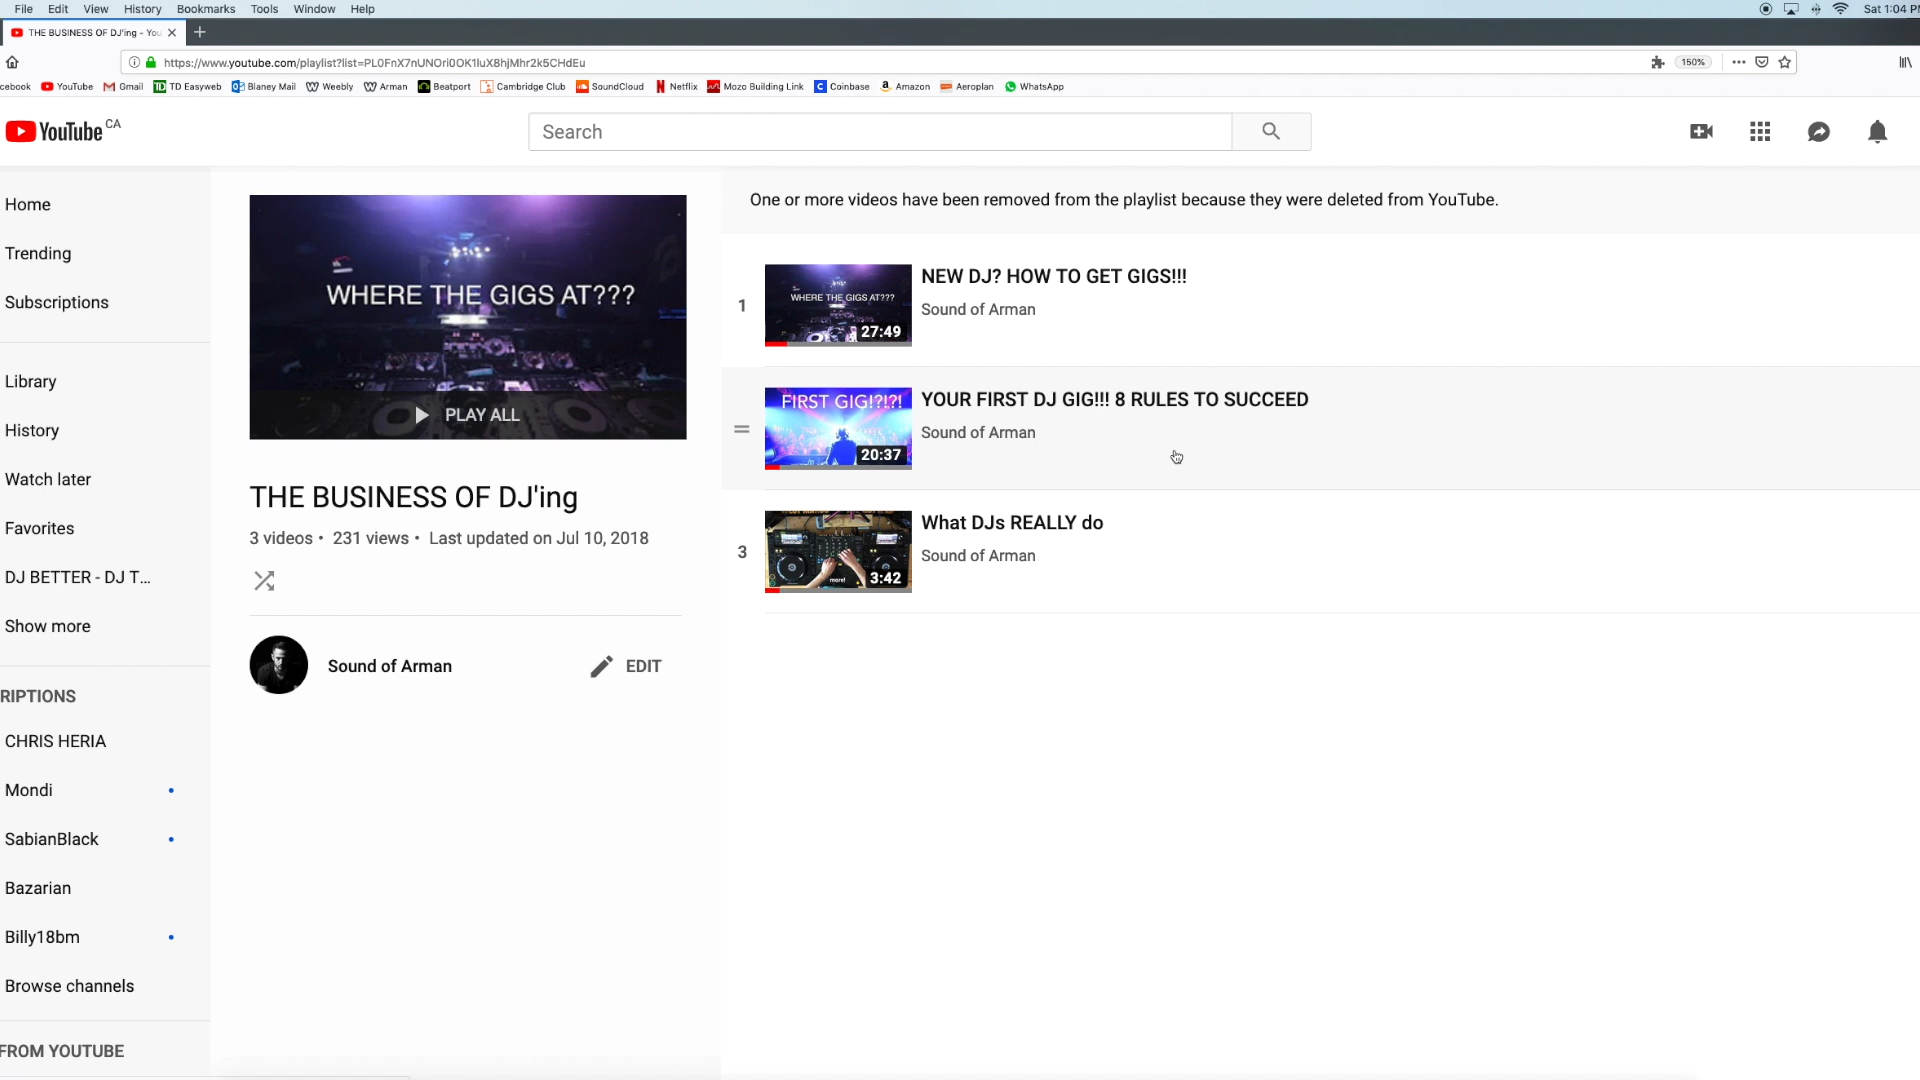 File Edit View History Bookmarks Tools Window Help
Sat 1:04 P
THE BUSINESS OF DJ'ing - You
https://www.youtube.com/playlist?list=PL0FnX7nUNOri0OK1IuX8hjMhr2k5CHdEu
150%
cebook YouTube Gmail TD Easyweb Blaney Mail Weebly Arman Beatport Cambridge Club SoundCloud Netflix Mozo Building Link Coinbase Amazon Aeroplan WhatsApp
YouTube CA
Search
Home
Trending
Subscriptions
Library
History
Watch later
Favorites
DJ BETTER - DJ T...
Show more
RIPTIONS
CHRIS HERIA
Mondi
SabianBlack
Bazarian
Billy18bm
Browse channels
FROM YOUTUBE
WHERE THE GIGS AT???
PLAY ALL
THE BUSINESS OF DJ'ing
3 videos • 231 views • Last updated on Jul 10, 2018
Sound of Arman
EDIT
One or more videos have been removed from the playlist because they were deleted from YouTube.
1
WHERE THE GIGS AT???
27:49
NEW DJ? HOW TO GET GIGS!!!
Sound of Arman
FIRST GIG!?!?!
20:37
YOUR FIRST DJ GIG!!! 8 RULES TO SUCCEED
Sound of Arman
3
more!
3:42
What DJs REALLY do
Sound of Arman